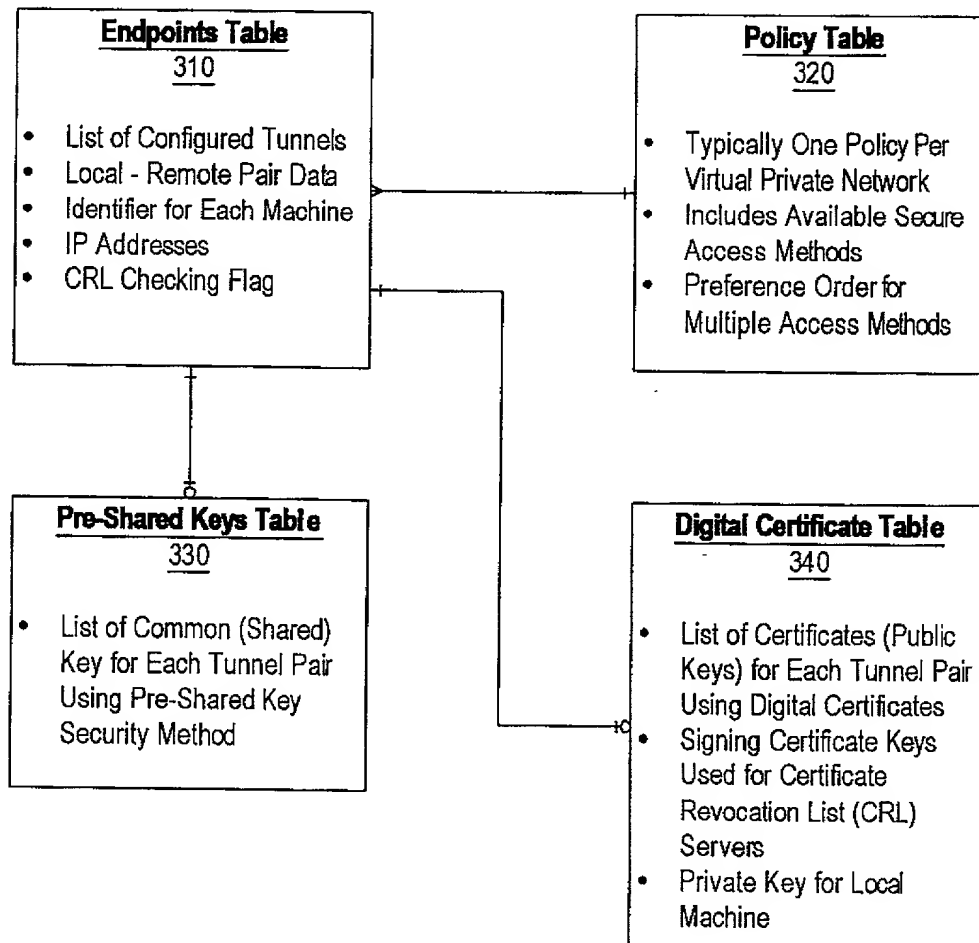 Endpoints Table
310
• List of Configured Tunnels
• Local - Remote Pair Data
• Identifier for Each Machine
• IP Addresses
• CRL Checking Flag
Policy Table
320
• Typically One Policy Per
Virtual Private Network
• Includes Available Secure
Access Methods
• Preference Order for
Multiple Access Methods
Pre-Shared Keys Table
330
• List of Common (Shared)
Key for Each Tunnel Pair
Using Pre-Shared Key
Security Method
Digital Certificate Table
340
• List of Certificates (Public
Keys) for Each Tunnel Pair
Using Digital Certificates
• Signing Certificate Keys
Used for Certificate
Revocation List (CRL)
Servers
• Private Key for Local
Machine